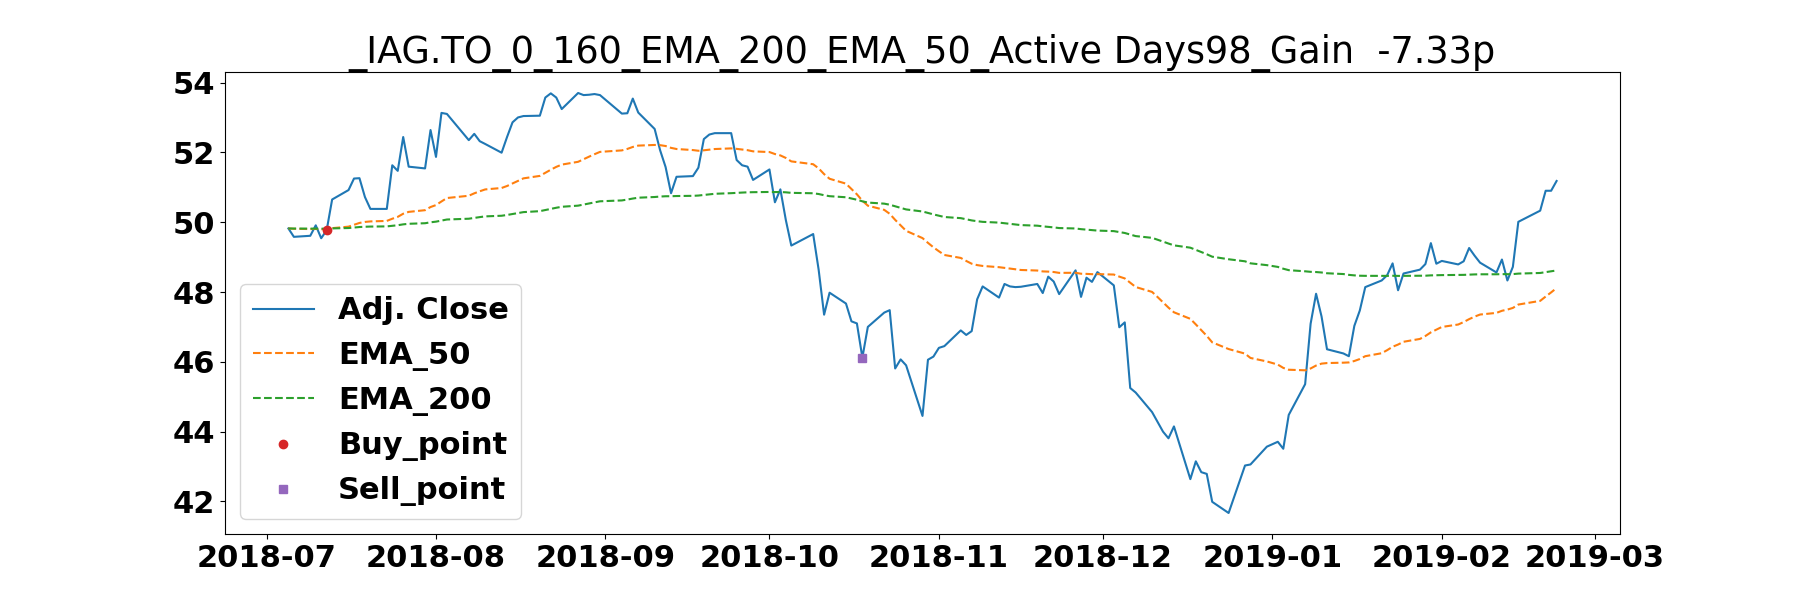 _IAG.TO_0_160_EMA_200_EMA_50_Active Days98_Gain  -7.33p
54
52
50
48
46
44
42
Adj. Close
EMA_50
EMA_200
Buy_point
Sell_point
2018-07 2018-08 2018-09 2018-10 2018-11 2018-12 2019-01 2019-02 2019-03